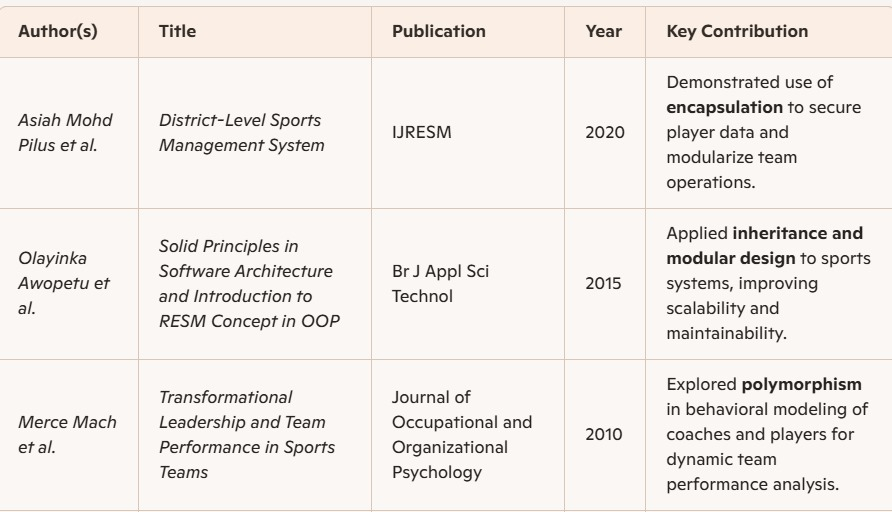 Author(s) Title Publication Year Key Contribution
Asiah Mohd
Pilus et al.
District-Level Sports
Management System
IJRESM
2020
Demonstrated use of
encapsulation to secure
player data and
modularize team
operations.
Olayinka
Awopetu et
al.
Solid Principles in
Software Architecture
and Introduction to
RESM Concept in OOP
Br J Appl Sci
Technol
2015
Applied inheritance and
modular design to sports
systems, improving
scalability and
maintainability.
Merce Mach
et al.
Transformational
Leadership and Team
Performance in Sports
Teams
Journal of
Occupational and
Organizational
Psychology
2010
Explored polymorphism
in behavioral modeling of
coaches and players for
dynamic team
performance analysis.